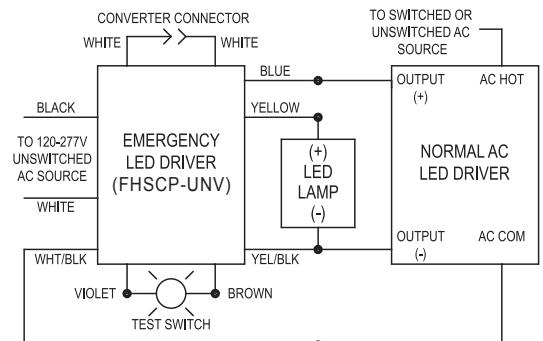 CONVERTER CONNECTOR
WHITE
WHITE
TO SWITCHED OR
UNSWITCHED AC
SOURCE
BLUE
OUTPUT
(+)
AC HOT
BLACK
YELLOW
TO 120-277V
UNSWITCHED
AC SOURCE
EMERGENCY
LED DRIVER
(FHSCP-UNV)
(+)
LED
LAMP
(-)
NORMAL AC
LED DRIVER
WHITE
OUTPUT
(-)
AC COM
WHT/BLK
YEL/BLK
VIOLET
BROWN
TEST SWITCH